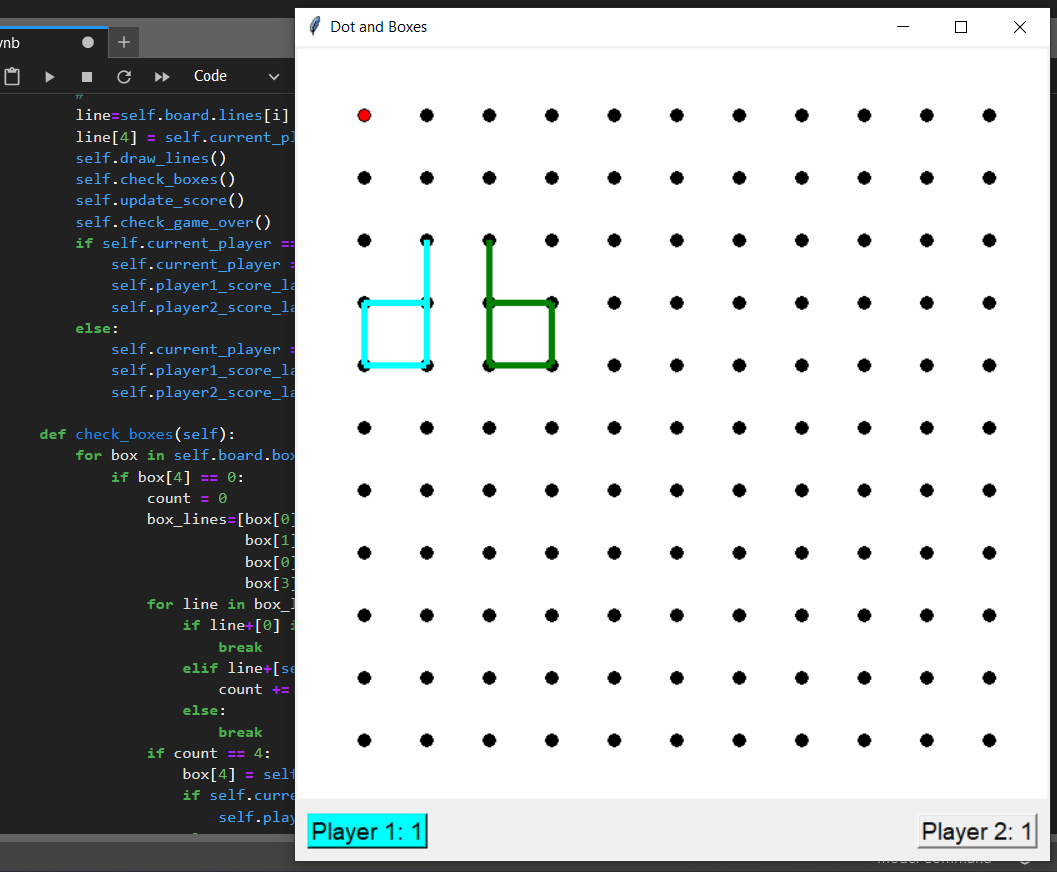 Dot and Boxes
Code
line=self.board.lines[i]
line[4] = self.current_pl
self.draw_lines()
self.check_boxes()
self.update_score()
self.check_game_over()
if self.current_player ==
self.current_player =
self.player1_score_la
self.player2_score_la
else:
self.current_player =
self.player1_score_la
self.player2_score_la
def check_boxes(self):
for box in self.board.box
if box[4] == 0:
count = 0
box_lines=[box[0]
box[1]
box[0]
box[3]
for line in box_l
if line+[0] i
break
elif line+[se
count +=
else:
break
if count == 4:
box[4] = self
if self.curre
self.play
Player 1: 1
Player 2: 1